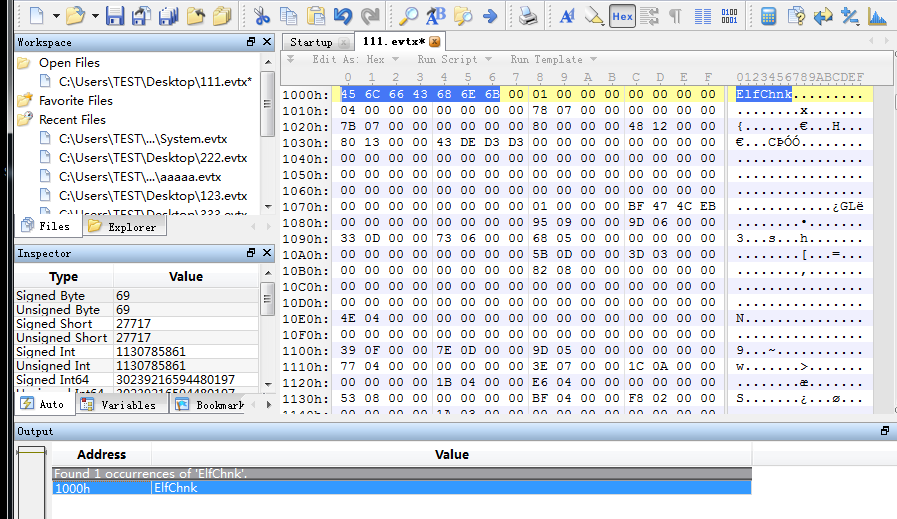 Hex
0100
0001
Workspace
Open Files
C:\Users\TEST\Desktop\111.evtx*
Favorite Files
Recent Files
C:\Users\TEST\...\System.evtx
C:\Users\TEST\Desktop\222.evtx
C:\Users\TEST\...\aaaaa.evtx
C:\Users\TEST\Desktop\123.evtx
C:\Users\TEST\Desktop\333.evtx
Files
Explorer
Inspector
Type Value
Signed Byte 69
Unsigned Byte 69
Signed Short 27717
Unsigned Short 27717
Signed Int 1130785861
Unsigned Int 1130785861
Signed Int64 30239216594480197
Auto
Variables
Bookmark
Startup
111.evtx*
Edit As: Hex Run Script Run Template
0 1 2 3 4 5 6 7 8 9 A B C D E F 0123456789ABCDEF
1000h: 45 6C 66 43 68 6E 6B 00 01 00 00 00 00 00 00 00 ElfChnk.........
1010h: 04 00 00 00 00 00 00 00 78 07 00 00 00 00 00 00 ........x.......
1020h: 7B 07 00 00 00 00 00 00 80 00 00 00 48 12 00 00 {.......€...H...
1030h: 80 13 00 00 43 DE D3 D3 00 00 00 00 00 00 00 00 €...CÞÓÓ........
1040h: 00 00 00 00 00 00 00 00 00 00 00 00 00 00 00 00 ................
1050h: 00 00 00 00 00 00 00 00 00 00 00 00 00 00 00 00 ................
1060h: 00 00 00 00 00 00 00 00 00 00 00 00 00 00 00 00 ................
1070h: 00 00 00 00 00 00 00 00 01 00 00 00 BF 47 4C EB ............¿GLë
1080h: 00 00 00 00 00 00 00 00 95 09 00 00 9D 06 00 00 ........•.......
1090h: 33 0D 00 00 73 06 00 00 68 05 00 00 00 00 00 00 3...s...h.......
10A0h: 00 00 00 00 00 00 00 00 5B 0D 00 00 3D 03 00 00 ........[...=...
10B0h: 00 00 00 00 00 00 00 00 82 08 00 00 00 00 00 00 ........‚.......
10C0h: 00 00 00 00 00 00 00 00 00 00 00 00 00 00 00 00 ................
10D0h: 00 00 00 00 00 00 00 00 00 00 00 00 00 00 00 00 ................
10E0h: 4E 04 00 00 00 00 00 00 00 00 00 00 00 00 00 00 N...............
10F0h: 00 00 00 00 00 00 00 00 00 00 00 00 00 00 00 00 ................
1100h: 39 0F 00 00 7E 0D 00 00 9D 05 00 00 00 00 00 00 9...~...........
1110h: 77 04 00 00 00 00 00 00 3E 07 00 00 1C 0A 00 00 w.......>.......
1120h: 00 00 00 00 1B 04 00 00 E6 04 00 00 00 00 00 00 ........æ.......
1130h: 53 08 00 00 00 00 00 00 BF 04 00 00 F8 02 00 00 S.......¿...ø...
Output
Address Value
Found 1 occurrences of 'ElfChnk'.
1000h ElfChnk